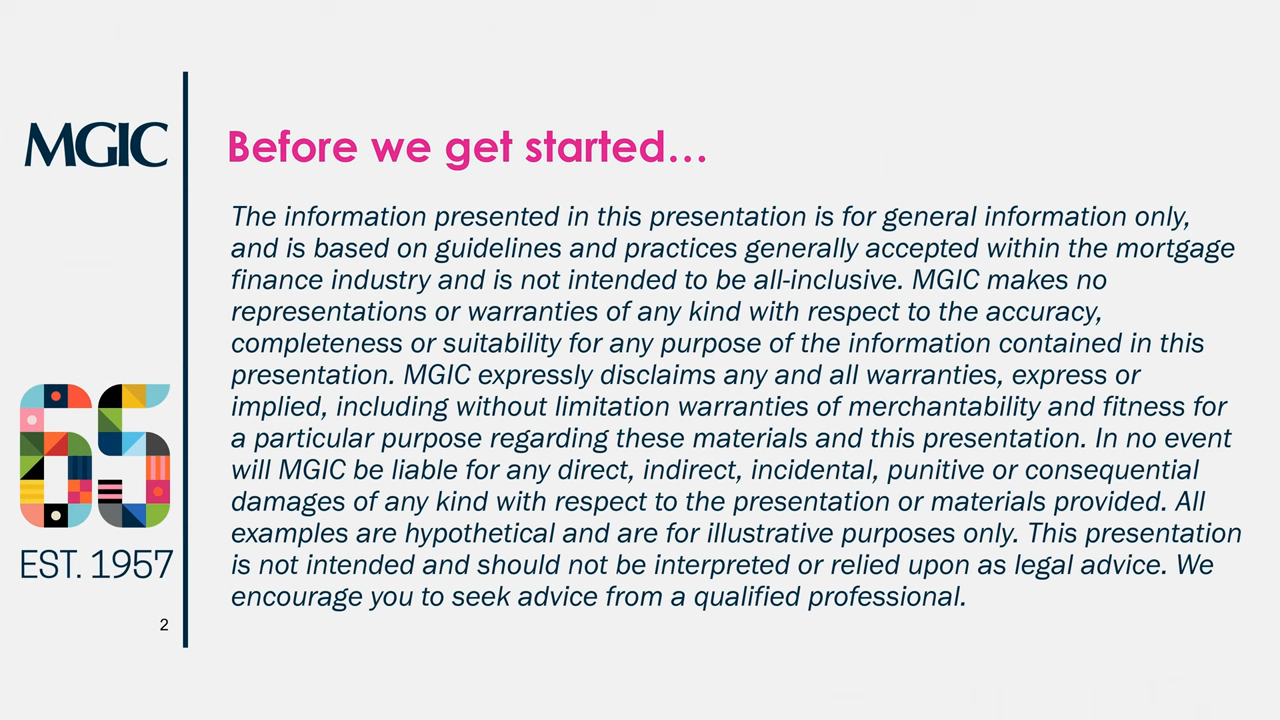 MGIC
Before we get started...
The information presented in this presentation is for general information only,
and is based on guidelines and practices generally accepted within the mortgage
finance industry and is not intended to be all-inclusive. MGIC makes no
representations or warranties of any kind with respect to the accuracy,
completeness or suitability for any purpose of the information contained in this
presentation. MGIC expressly disclaims any and all warranties, express or
implied, including without limitation warranties of merchantability and fitness for
a particular purpose regarding these materials and this presentation. In no event
will MGIC be liable for any direct, indirect, incidental, punitive or consequential
damages of any kind with respect to the presentation or materials provided. All
examples are hypothetical and are for illustrative purposes only. This presentation
is not intended and should not be interpreted or relied upon as legal advice. We
encourage you to seek advice from a qualified professional.
65
EST. 1957
2